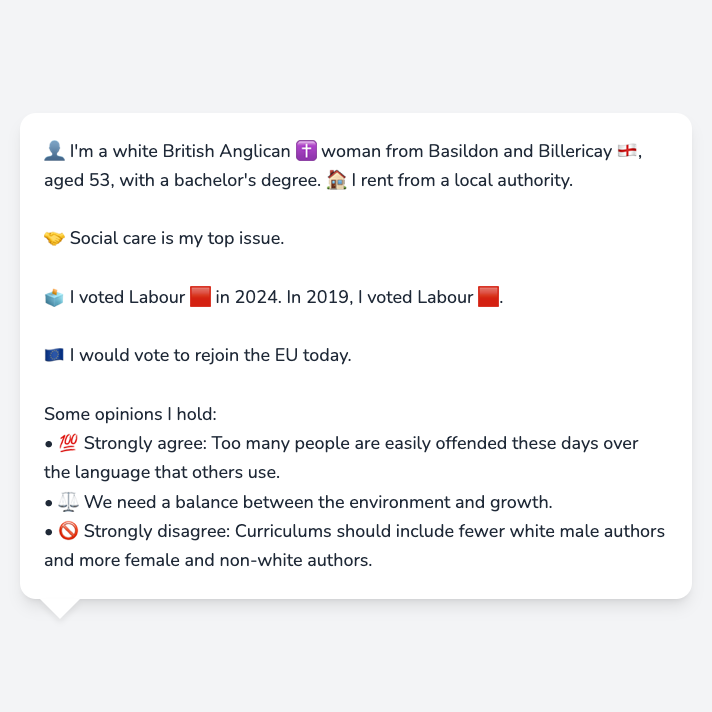 👤 I'm a white British Anglican ✝️ woman from Basildon and Billericay 🏴󠁧󠁢󠁥󠁮󠁧󠁿,
aged 53, with a bachelor's degree. 🏠 I rent from a local authority.
🤝 Social care is my top issue.
🗳️ I voted Labour 🟥 in 2024. In 2019, I voted Labour 🟥.
🇪🇺 I would vote to rejoin the EU today.
Some opinions I hold:
• 💯 Strongly agree: Too many people are easily offended these days over
the language that others use.
• ⚖️ We need a balance between the environment and growth.
• 🚫 Strongly disagree: Curriculums should include fewer white male authors
and more female and non-white authors.